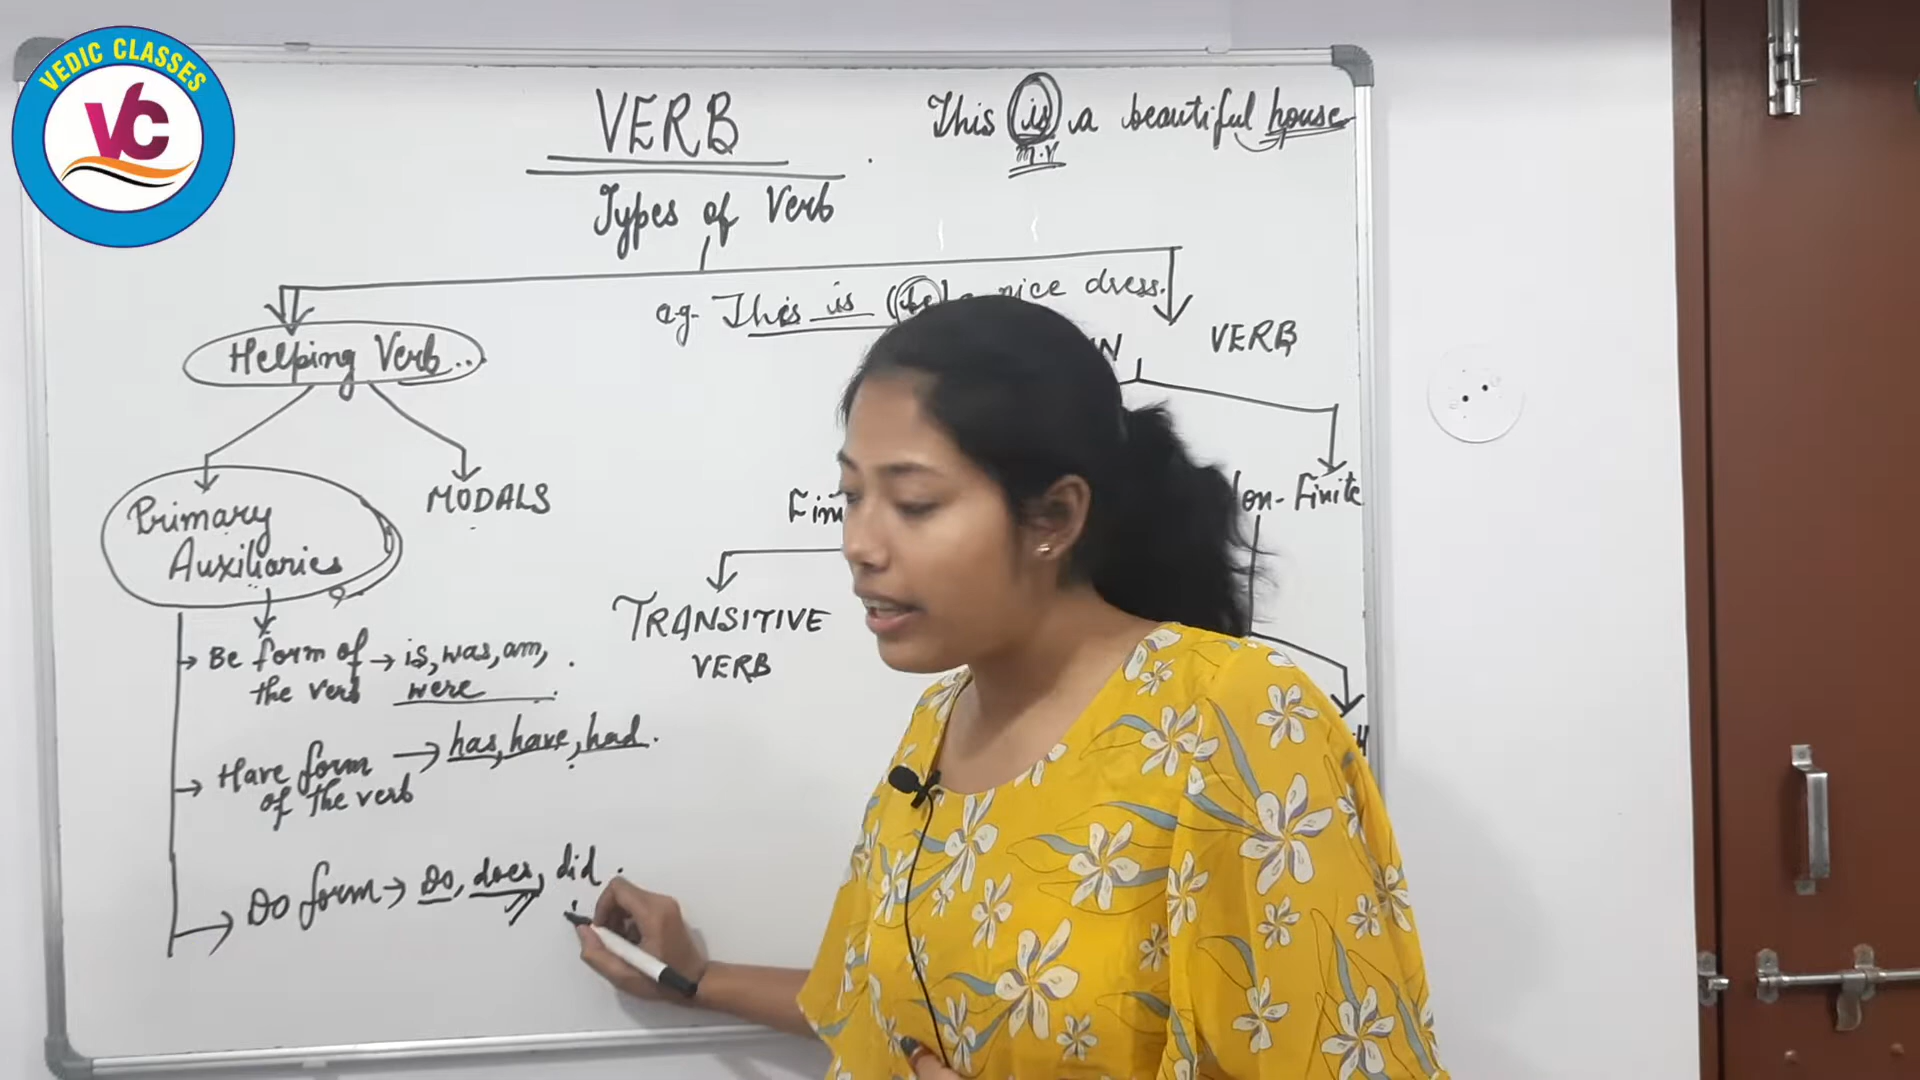 VEDIC CLASSES
VC
VERB
This is a beautiful house
m.v
Types of Verb
e.g. This is (is) a nice dress.
Helping Verb..
VERB
Primary
Auxiliaries
MODALS
Finite
Non-Finite
TRANSITIVE
VERB
Be form of → is, was, am,
the verb were
Have form → has, have, had.
of the verb
Do form → Do, does, did.